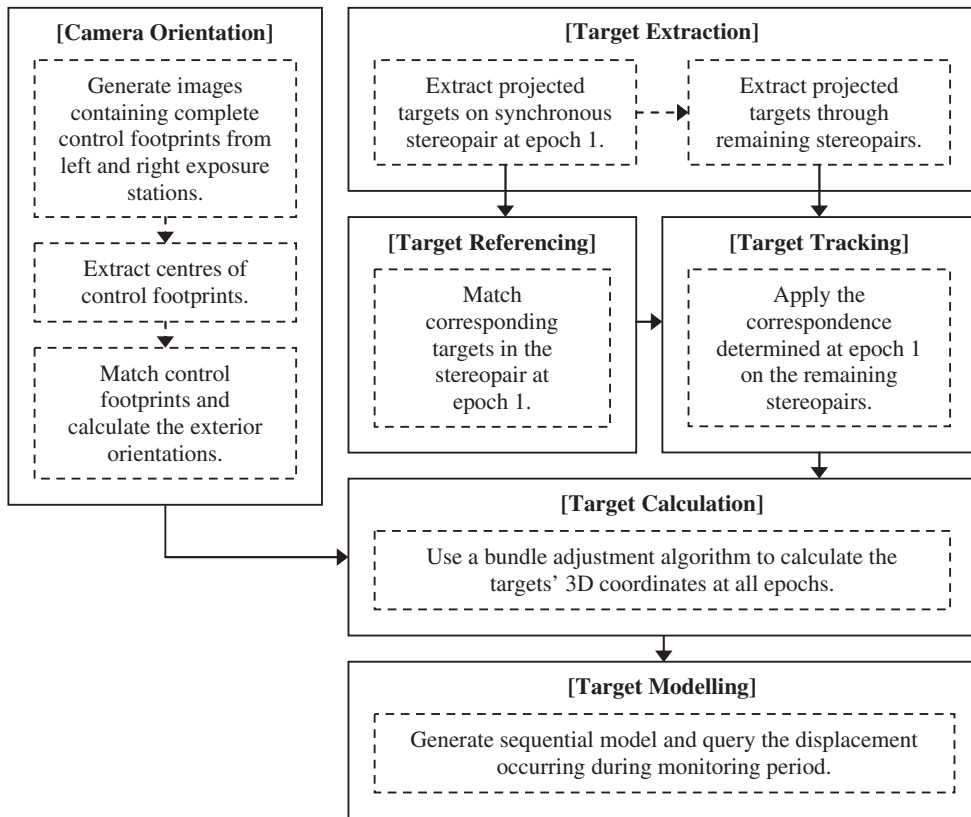 [Camera Orientation]
Generate images
containing complete
control footprints from
left and right exposure
stations.
Extract centres of
control footprints.
Match control
footprints and
calculate the exterior
orientations.
[Target Extraction]
Extract projected
targets on synchronous
stereopair at epoch 1.
Extract projected
targets through
remaining stereopairs.
[Target Referencing]
Match
corresponding
targets in the
stereopair at
epoch 1.
[Target Tracking]
Apply the
correspondence
determined at epoch 1
on the remaining
stereopairs.
[Target Calculation]
Use a bundle adjustment algorithm to calculate the
targets’ 3D coordinates at all epochs.
[Target Modelling]
Generate sequential model and query the displacement
occurring during monitoring period.